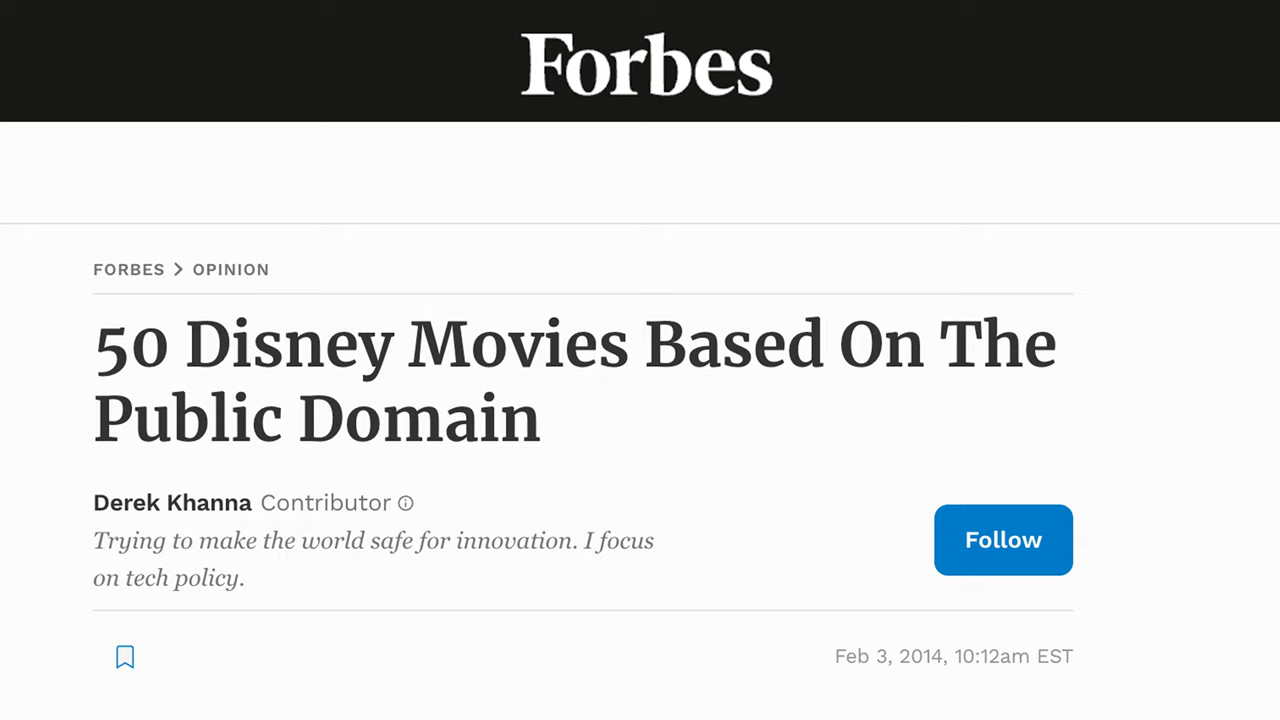 Forbes
FORBES > OPINION
50 Disney Movies Based On The
Public Domain
Derek Khanna Contributor
Trying to make the world safe for innovation. I focus
on tech policy.
Follow
Feb 3, 2014, 10:12am EST